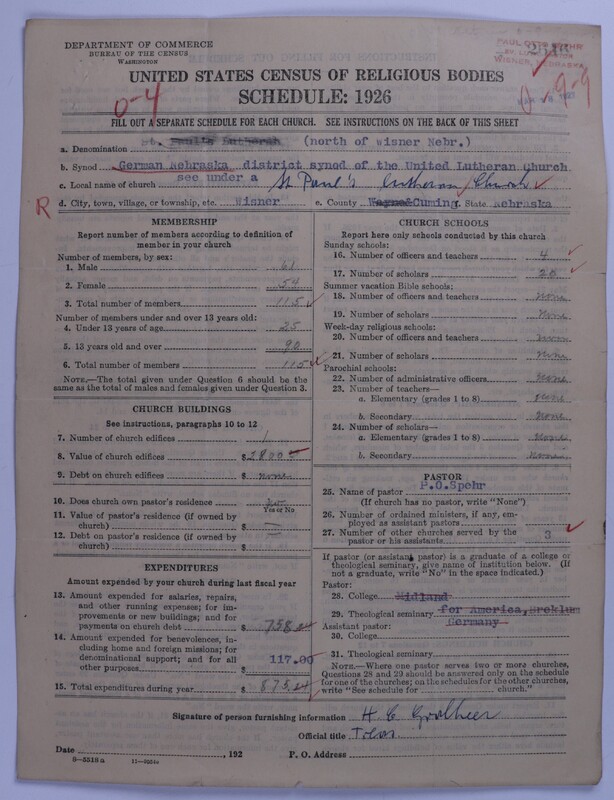 DEPARTMENT OF COMMERCE
BUREAU OF THE CENSUS
WASHINGTON
PAUL
WISNER, NEBRASKA
UNITED STATES CENSUS OF RELIGIOUS BODIES
SCHEDULE: 1926
0-4
8-9-9
FILL OUT A SEPARATE SCHEDULE FOR EACH CHURCH. SEE INSTRUCTIONS ON THE BACK OF THIS SHEET
a. Denomination St. Paul's Lutheran (north of Wisner Nebr.)
b. Synod German Nebraska district synod of the United Lutheran Church
see under a
c. Local name of church St Paul's Lutheran Church
R
d. City, town, village, or township, etc. Wisner e. County Wayne Cuming, State Nebraska
MEMBERSHIP
Report number of members according to definition of member in your church
Number of members, by sex:
1. Male 61
2. Female 54
3. Total number of members 115
Number of members under and over 13 years old:
4. Under 13 years of age 25
5. 13 years old and over 90
6. Total number of members 115
NOTE.—The total given under Question 6 should be the same as the total of males and females given under Question 3.
CHURCH BUILDINGS
See instructions, paragraphs 10 to 12
7. Number of church edifices 1
8. Value of church edifices $ 2800
9. Debt on church edifices $ none
10. Does church own pastor's residence
Yes or No
11. Value of pastor's residence (if owned by church) $ —
12. Debt on pastor's residence (if owned by church) $ —
EXPENDITURES
Amount expended by your church during last fiscal year
13. Amount expended for salaries, repairs, and other running expenses; for improvements or new buildings; and for payments on church debt $ 758.24
14. Amount expended for benevolences, including home and foreign missions; for denominational support; and for all other purposes $ 117.00
15. Total expenditures during year $ 875.24
CHURCH SCHOOLS
Report here only schools conducted by this church
Sunday schools:
16. Number of officers and teachers 4
17. Number of scholars 20
Summer vacation Bible schools:
18. Number of officers and teachers None
19. Number of scholars None
Week-day religious schools:
20. Number of officers and teachers None
21. Number of scholars None
Parochial schools:
22. Number of administrative officers None
23. Number of teachers—
a. Elementary (grades 1 to 8) None
b. Secondary None
24. Number of scholars—
a. Elementary (grades 1 to 8) None
b. Secondary None
PASTOR
25. Name of pastor P.O.Spehr
(If church has no pastor, write "None")
26. Number of ordained ministers, if any, employed as assistant pastors
27. Number of other churches served by the pastor or his assistants 3
If pastor (or assistant pastor) is a graduate of a college or theological seminary, give name of institution below. (If not a graduate, write "No" in the space indicated.)
Pastor:
28. College Midland
29. Theological seminary for America, Breklum
Germany
Assistant pastor:
30. College
31. Theological seminary
NOTE.—Where one pastor serves two or more churches, Questions 28 and 29 should be answered only on the schedule for one of the churches; on the schedules for the other churches, write "See schedule for church."
Signature of person furnishing information H. C. Grotheer
Official title Treas.
Date , 192 P. O. Address
8—5518 a 11—9264a